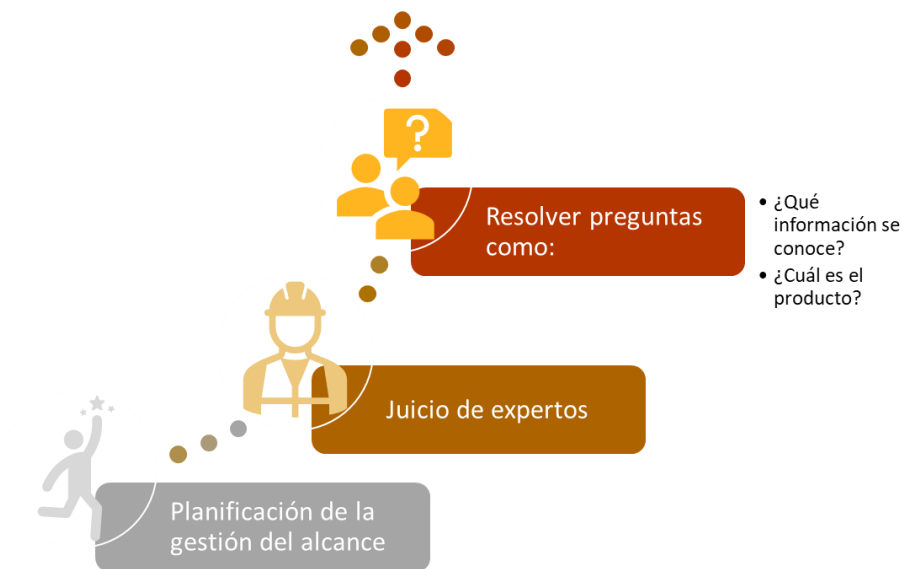 ?
Resolver preguntas
como:
• ¿Qué
información se
conoce?
• ¿Cuál es el
producto?
Juicio de expertos
Planificación de la
gestión del alcance